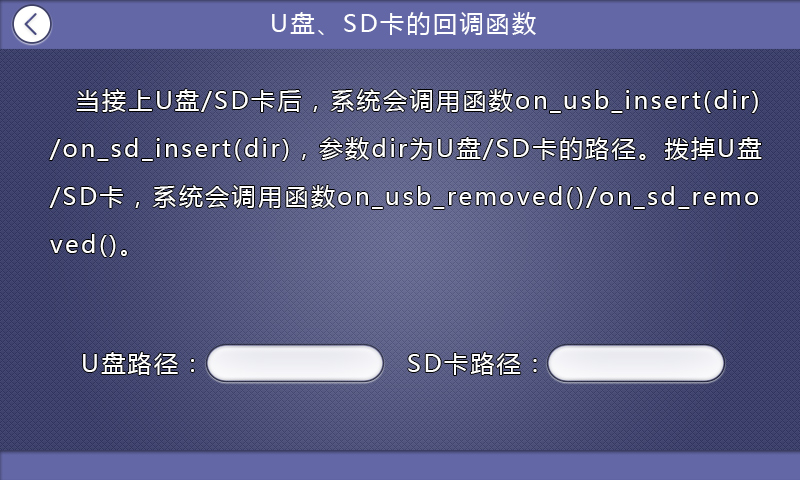 U盘、SD卡的回调函数
当接上U盘/SD卡后，系统会调用函数on_usb_insert(dir)
/on_sd_insert(dir)，参数dir为U盘/SD卡的路径。拨掉U盘
/SD卡，系统会调用函数on_usb_removed()/on_sd_remo
ved()。
U盘路径： SD卡路径：